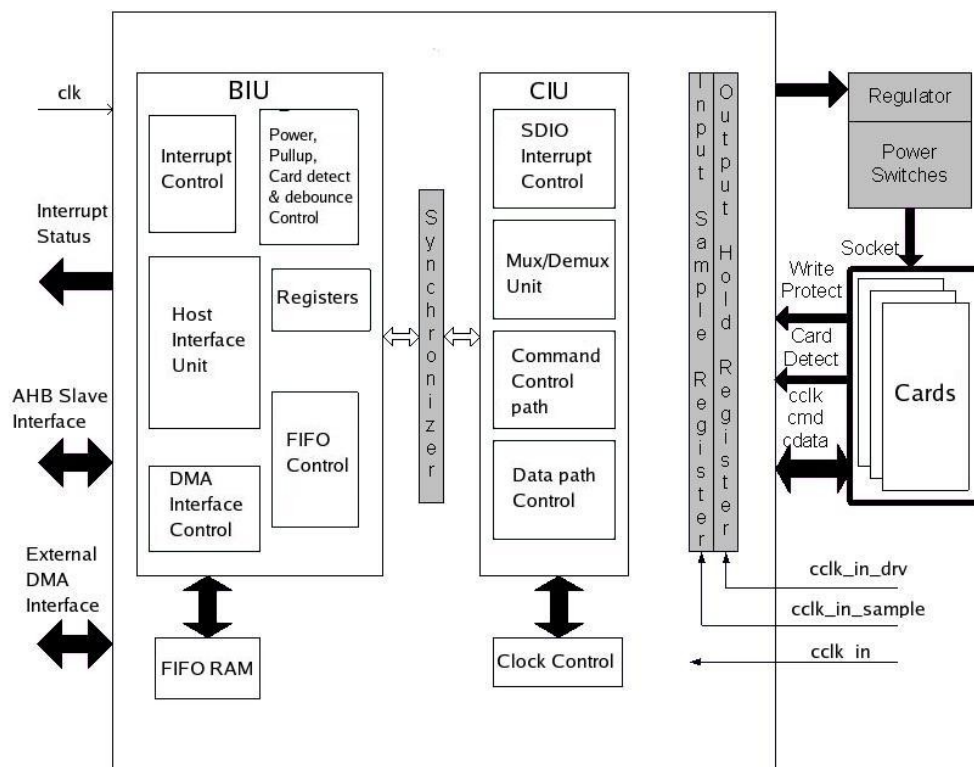 clk
Interrupt
Status
AHB Slave
Interface
External
DMA
Interface
BIU
Interrupt
Control
Power,
Pullup,
Card detect
& debounce
Control
Host
Interface
Unit
Registers
DMA
Interface
Control
FIFO
Control
FIFO RAM
Synchronizer
CIU
SDIO
Interrupt
Control
Mux/Demux
Unit
Command
Control
path
Data path
Control
Clock Control
Input Sample Register
Output Hold Register
Regulator
Power
Switches
Socket
Write
Protect
Card
Detect
cclk
cmd
cdata
Cards
cclk_in_drv
cclk_in_sample
cclk_in